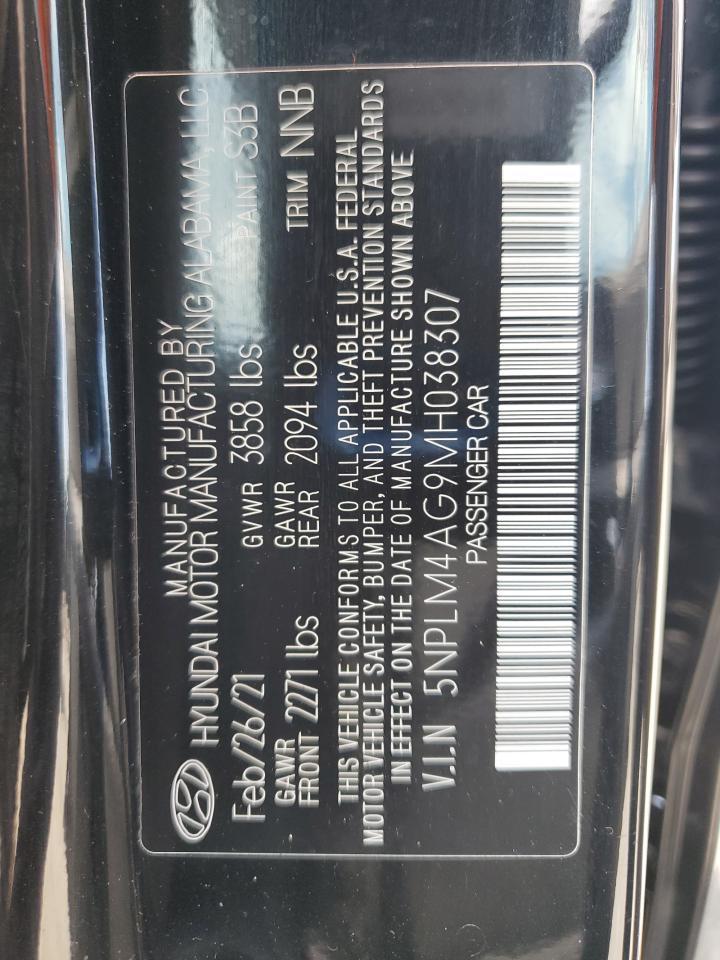 MANUFACTURED BY
HYUNDAI MOTOR MANUFACTURING ALABAMA, LLC
Feb/26/21 GVWR 3858 lbs PAINT S3B
GAWR GAWR
FRONT 2271 lbs REAR 2094 lbs TRIM NNB
THIS VEHICLE CONFORMS TO ALL APPLICABLE U.S.A. FEDERAL
MOTOR VEHICLE SAFETY, BUMPER, AND THEFT PREVENTION STANDARDS
IN EFFECT ON THE DATE OF MANUFACTURE SHOWN ABOVE
V.I.N 5NPLM4AG9MH038307
PASSENGER CAR